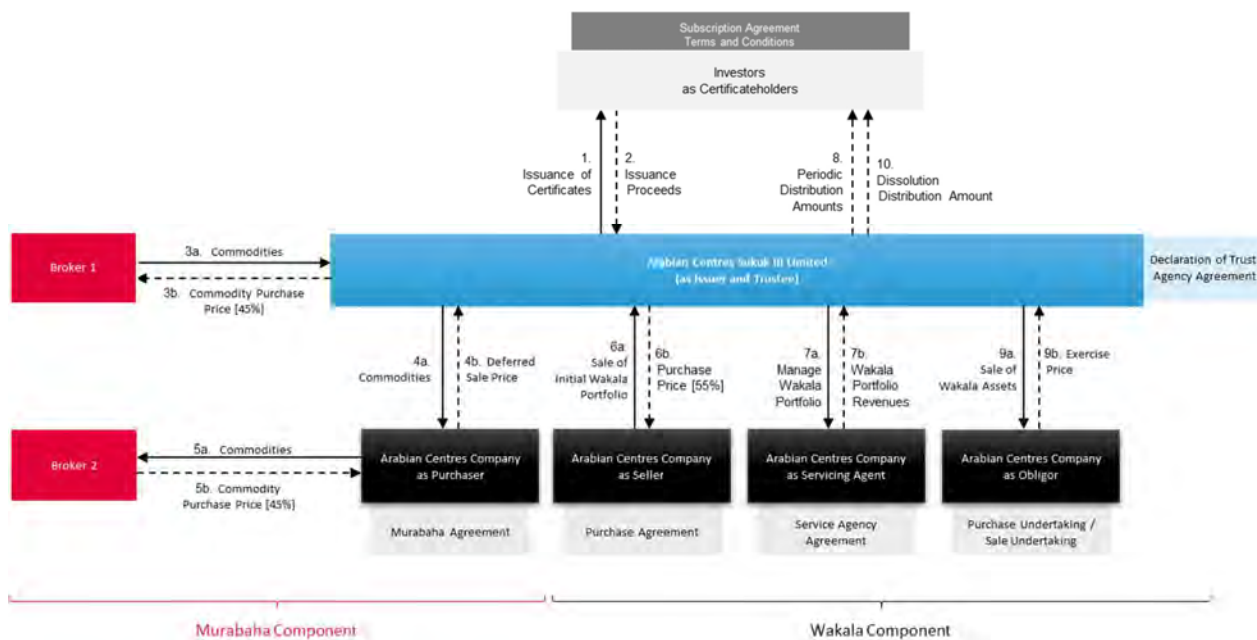 Subscription Agreement
Terms and Conditions
Investors
as Certificateholders
1.
Issuance of
Certificates
2.
Issuance
Proceeds
8.
Periodic
Distribution
Amounts
10.
Dissolution
Distribution Amount
Broker 1
3a. Commodities
3b. Commodity Purchase
Price [45%]
Arabian Centres Sukuk III Limited
(as Issuer and Trustee)
Declaration of Trust
Agency Agreement
4a.
Commodities
4b. Deferred
Sale Price
6a.
Sale of
Initial Wakala
Portfolio
6b.
Purchase
Price [55%]
7a.
Manage
Wakala
Portfolio
7b.
Wakala
Portfolio
Revenues
9a.
Sale of
Wakala Assets
9b. Exercise
Price
Broker 2
5a. Commodities
5b. Commodity
Purchase Price [45%]
Arabian Centres Company
as Purchaser
Arabian Centres Company
as Seller
Arabian Centres Company
as Servicing Agent
Arabian Centres Company
as Obligor
Murabaha Agreement
Purchase Agreement
Service Agency
Agreement
Purchase Undertaking /
Sale Undertaking
Murabaha Component
Wakala Component